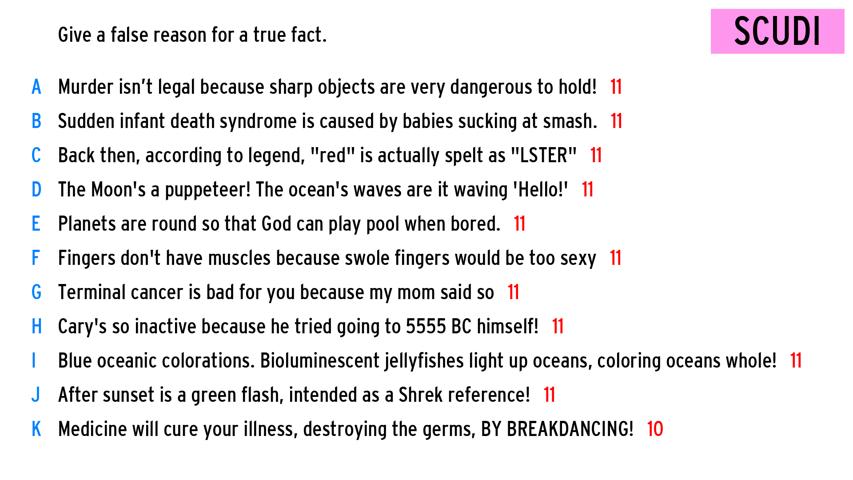 Give a false reason for a true fact.
SCUDI
A Murder isn't legal because sharp objects are very dangerous to hold! 11
B Sudden infant death syndrome is caused by babies sucking at smash. 11
C Back then, according to legend, "red" is actually spelt as "LSTER" 11
D The Moon's a puppeteer! The ocean's waves are it waving 'Hello!' 11
E Planets are round so that God can play pool when bored. 11
F Fingers don't have muscles because swole fingers would be too sexy 11
G Terminal cancer is bad for you because my mom said so 11
H Cary's so inactive because he tried going to 5555 BC himself! 11
I Blue oceanic colorations. Bioluminescent jellyfishes light up oceans, coloring oceans whole! 11
J After sunset is a green flash, intended as a Shrek reference! 11
K Medicine will cure your illness, destroying the germs, BY BREAKDANCING! 10